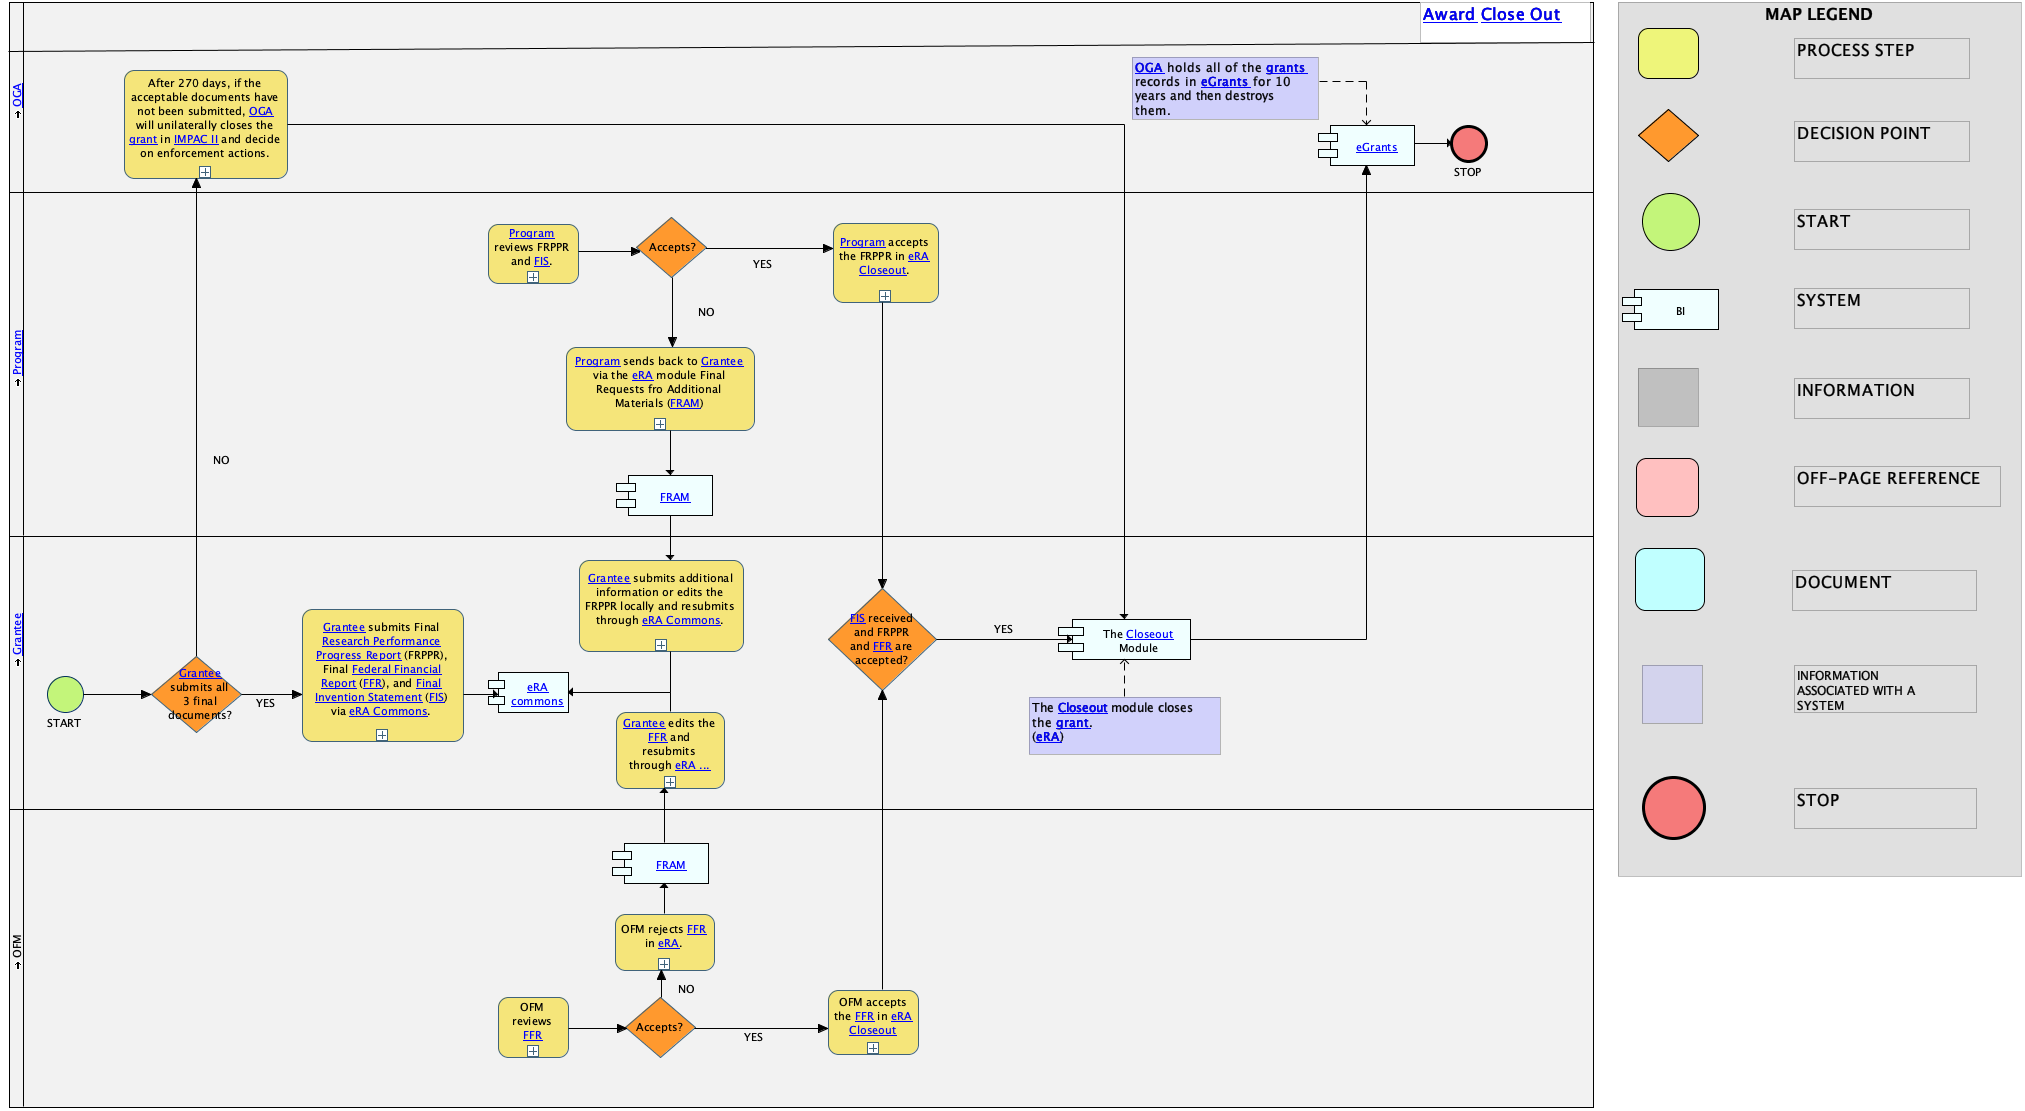 Award Close Out
OGA
After 270 days, if the
acceptable documents have
not been submitted, OGA
will unilaterally closes the
grant in IMPAC II and decide
on enforcement actions.
OGA holds all of the grants
records in eGrants for 10
years and then destroys
them.
eGrants
STOP
Program
Program
reviews FRPPR
and FIS.
Accepts?
YES
NO
Program accepts
the FRPPR in eRA
Closeout.
Program sends back to Grantee
via the eRA module Final
Requests fro Additional
Materials (FRAM)
FRAM
NO
Grantee
START
Grantee
submits all
3 final
documents?
YES
Grantee submits Final
Research Performance
Progress Report (FRPPR),
Final Federal Financial
Report (FFR), and Final
Invention Statement (FIS)
via eRA Commons.
eRA
commons
Grantee submits additional
information or edits the
FRPPR locally and resubmits
through eRA Commons.
Grantee edits the
FFR and
resubmits
through eRA ...
FIS received
and FRPPR
and FFR are
accepted?
YES
The Closeout
Module
The Closeout module closes
the grant.
(eRA)
OFM
FRAM
OFM rejects FFR
in eRA.
NO
OFM
reviews
FFR
Accepts?
YES
OFM accepts
the FFR in eRA
Closeout
MAP LEGEND
PROCESS STEP
DECISION POINT
START
BI
SYSTEM
INFORMATION
OFF-PAGE REFERENCE
DOCUMENT
INFORMATION
ASSOCIATED WITH A
SYSTEM
STOP